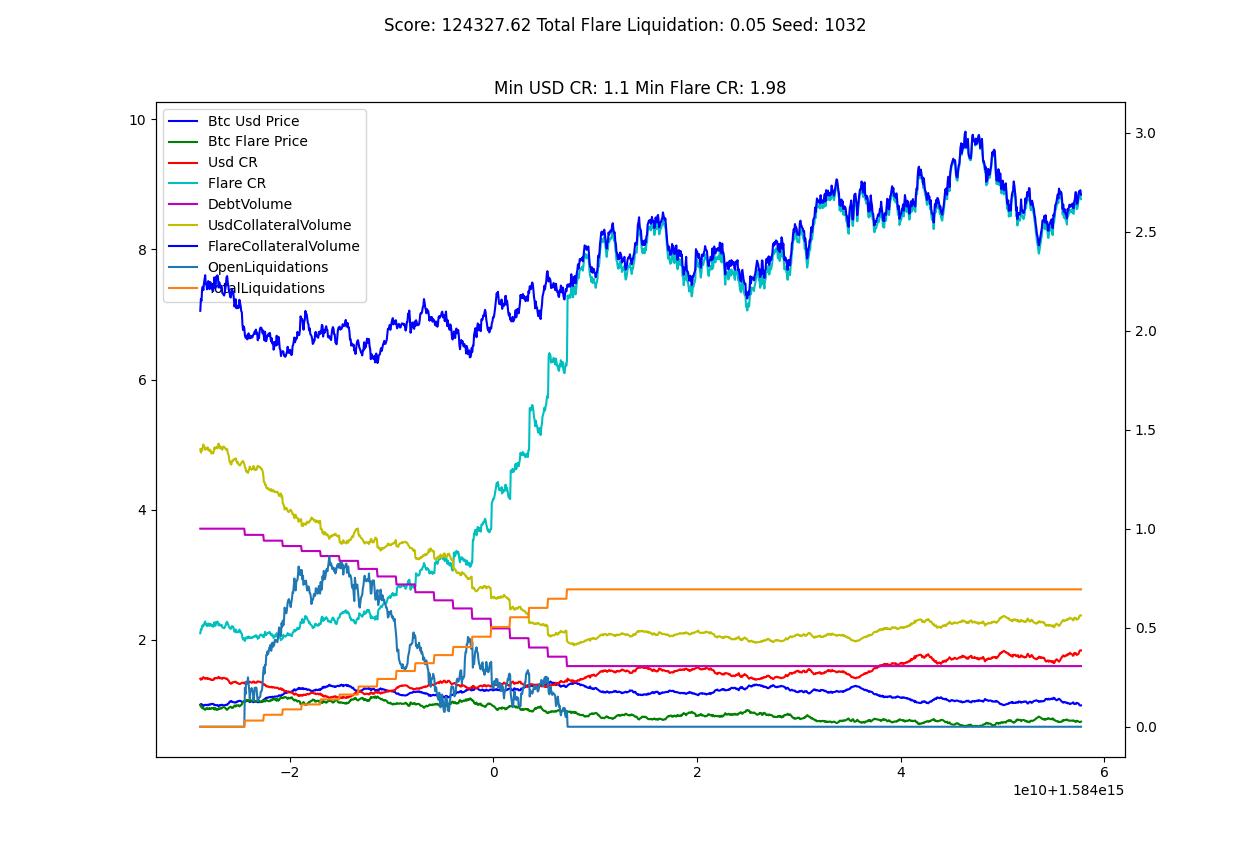 Score: 124327.62 Total Flare Liquidation: 0.05 Seed: 1032
Min USD CR: 1.1 Min Flare CR: 1.98
Btc Usd Price
Btc Flare Price
Usd CR
Flare CR
DebtVolume
UsdCollateralVolume
FlareCollateralVolume
OpenLiquidations
TotalLiquidations
10
8
6
4
2
3.0
2.5
2.0
1.5
1.0
0.5
0.0
−2
0
2
4
6
1e10+1.584e15